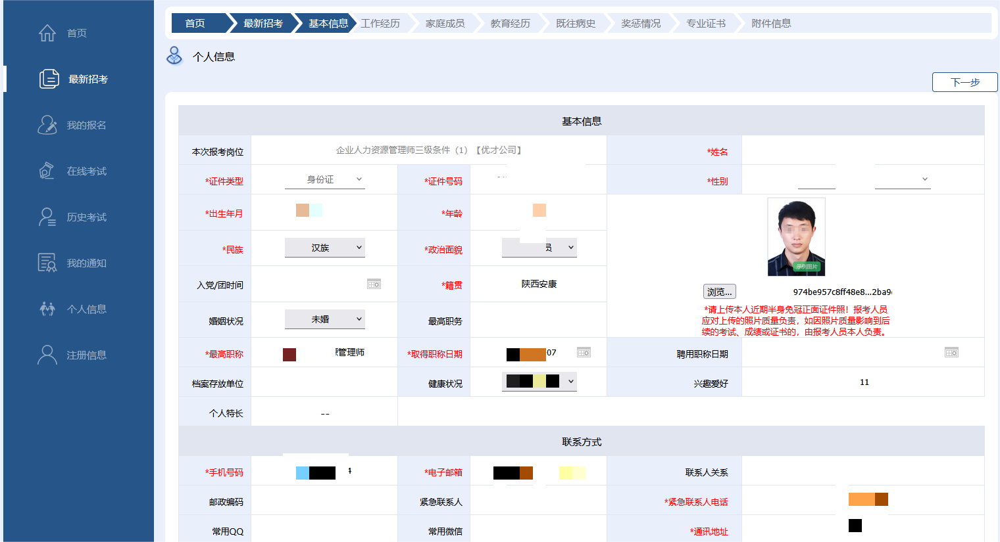 首页
最新招考
我的报名
在线考试
历史考试
我的通知
个人信息
注册信息
首页 最新招考 基本信息 工作经历 家庭成员 教育经历 既往病史 奖惩情况 专业证书 附件信息
个人信息
下一步
基本信息
本次报考岗位 企业人力资源管理师三级条件（1）【优才公司】 *姓名
*证件类型 身份证 *证件号码 *性别
*出生年月 *年龄
示例图片
*民族 汉族 *政治面貌 员
入党/团时间 *籍贯 陕西安康
浏览... 974be957c8ff48e8...2ba9
*请上传本人近期半身免冠正面证件照！报考人员
应对上传的照片质量负责，如因照片质量影响到后
续的考试、成绩或证书的，由报考人员本人负责。
婚姻状况 未婚 最高职务
*最高职称 管理师 *取得职称日期 -07 聘用职称日期
档案存放单位 健康状况 兴趣爱好 11
个人特长 --
联系方式
*手机号码 *电子邮箱 联系人关系
邮政编码 紧急联系人 *紧急联系人电话
常用QQ 常用微信 *通讯地址